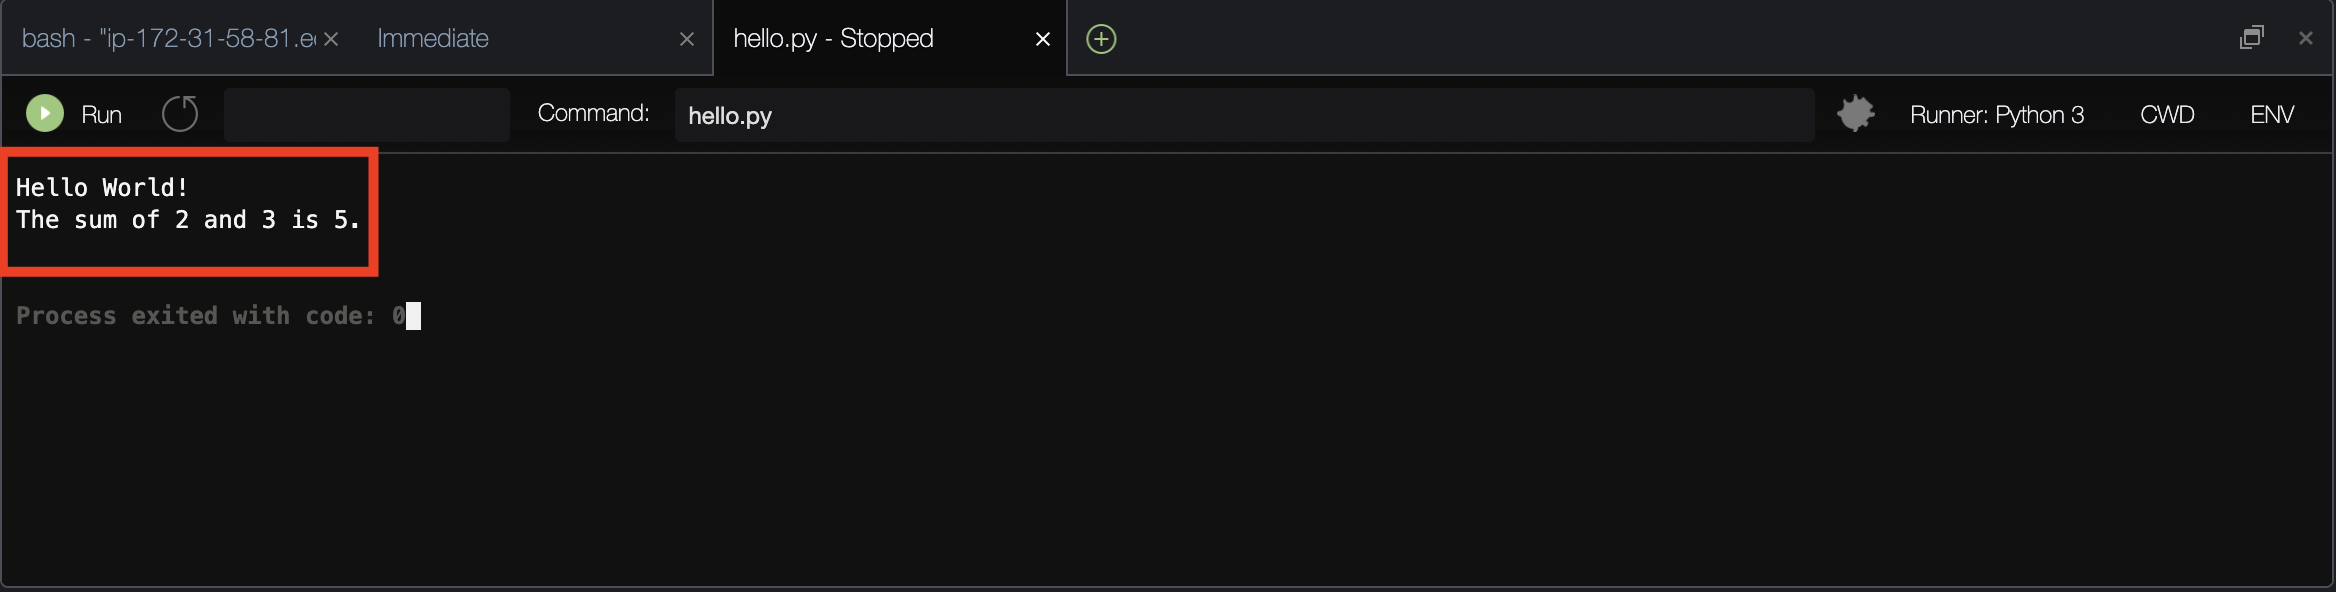 bash - "ip-172-31-58-81.e
Immediate
hello.py - Stopped
Run
Command:
hello.py
Runner: Python 3
CWD
ENV
Hello World!
The sum of 2 and 3 is 5.
Process exited with code: 0